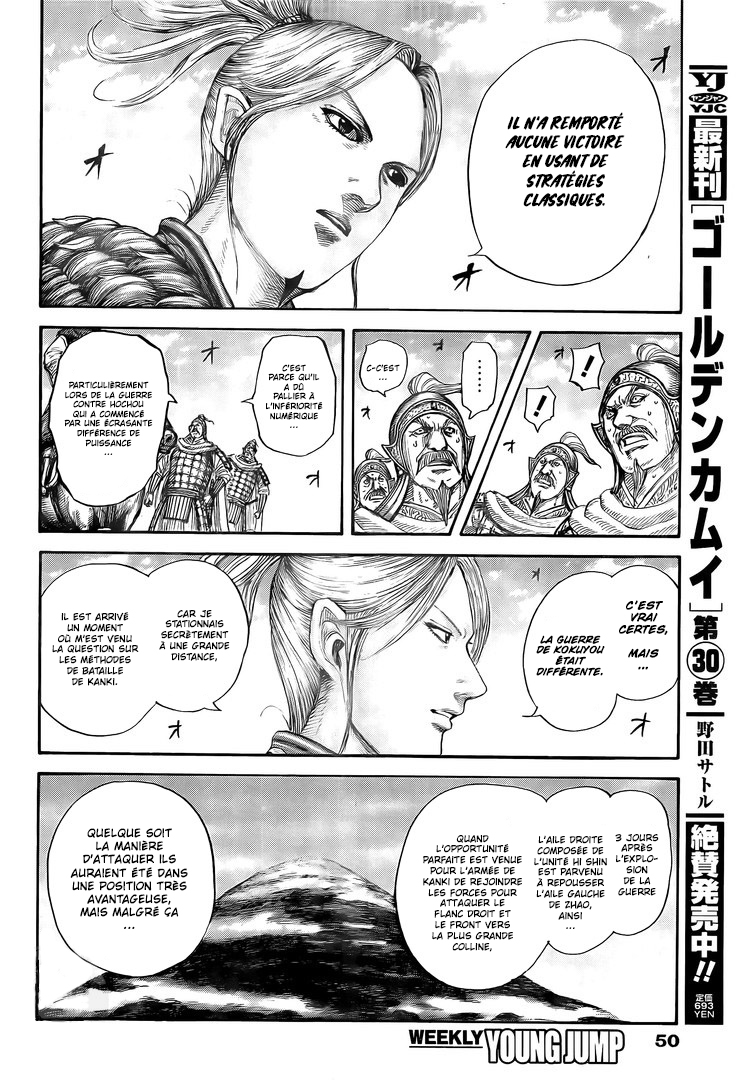 IL N'A REMPORTÉ
AUCUNE VICTOIRE
EN USANT DE
STRATÉGIES
CLASSIQUES.
!
!
......
C-C'EST
...
C'EST
PARCE QU'IL
A DÛ
PALLIER À
L'INFÉRIORITÉ
NUMÉRIQUE
...
PARTICULIÈREMENT
LORS DE LA GUERRE
CONTRE HOCHOU
QUI A COMMENCÉ
PAR UNE ÉCRASANTE
DIFFÉRENCE DE
PUISSANCE
...
C'EST
VRAI
CERTES,
MAIS
...
LA GUERRE
DE KOKUYOU
ÉTAIT
DIFFÉRENTE.
CAR JE
STATIONNAIS
SECRÈTEMENT
À UNE GRANDE
DISTANCE,
IL EST ARRIVÉ
UN MOMENT
OÙ M'EST VENU
LA QUESTION SUR
LES MÉTHODES
DE BATAILLE
DE KANKI.
3 JOURS
APRÈS
L'EXPLO-
SION
DE LA
GUERRE
L'AILE DROITE
COMPOSÉE DE
L'UNITÉ HI SHIN
EST PARVENU
À REPOUSSER
L'AILE GAUCHE
DE ZHAO,
AINSI
...
QUAND
L'OPPORTUNITÉ
PARFAITE EST VENUE
POUR L'ARMÉE DE
KANKI DE REJOINDRE
LES FORCES POUR
ATTAQUER LE
FLANC DROIT ET
LE FRONT VERS
LA PLUS GRANDE
COLLINE,
QUELQUE SOIT
LA MANIÈRE
D'ATTAQUER ILS
AURAIENT ÉTÉ DANS
UNE POSITION TRÈS
AVANTAGEUSE,
MAIS MALGRÉ ÇA
...
YJ
ヤンジャン
YJC
最新刊
[ゴールデンカムイ]
第30巻
野田サトル
絶賛発売中!!
定価
693
YEN
WEEKLY YOUNG JUMP
50